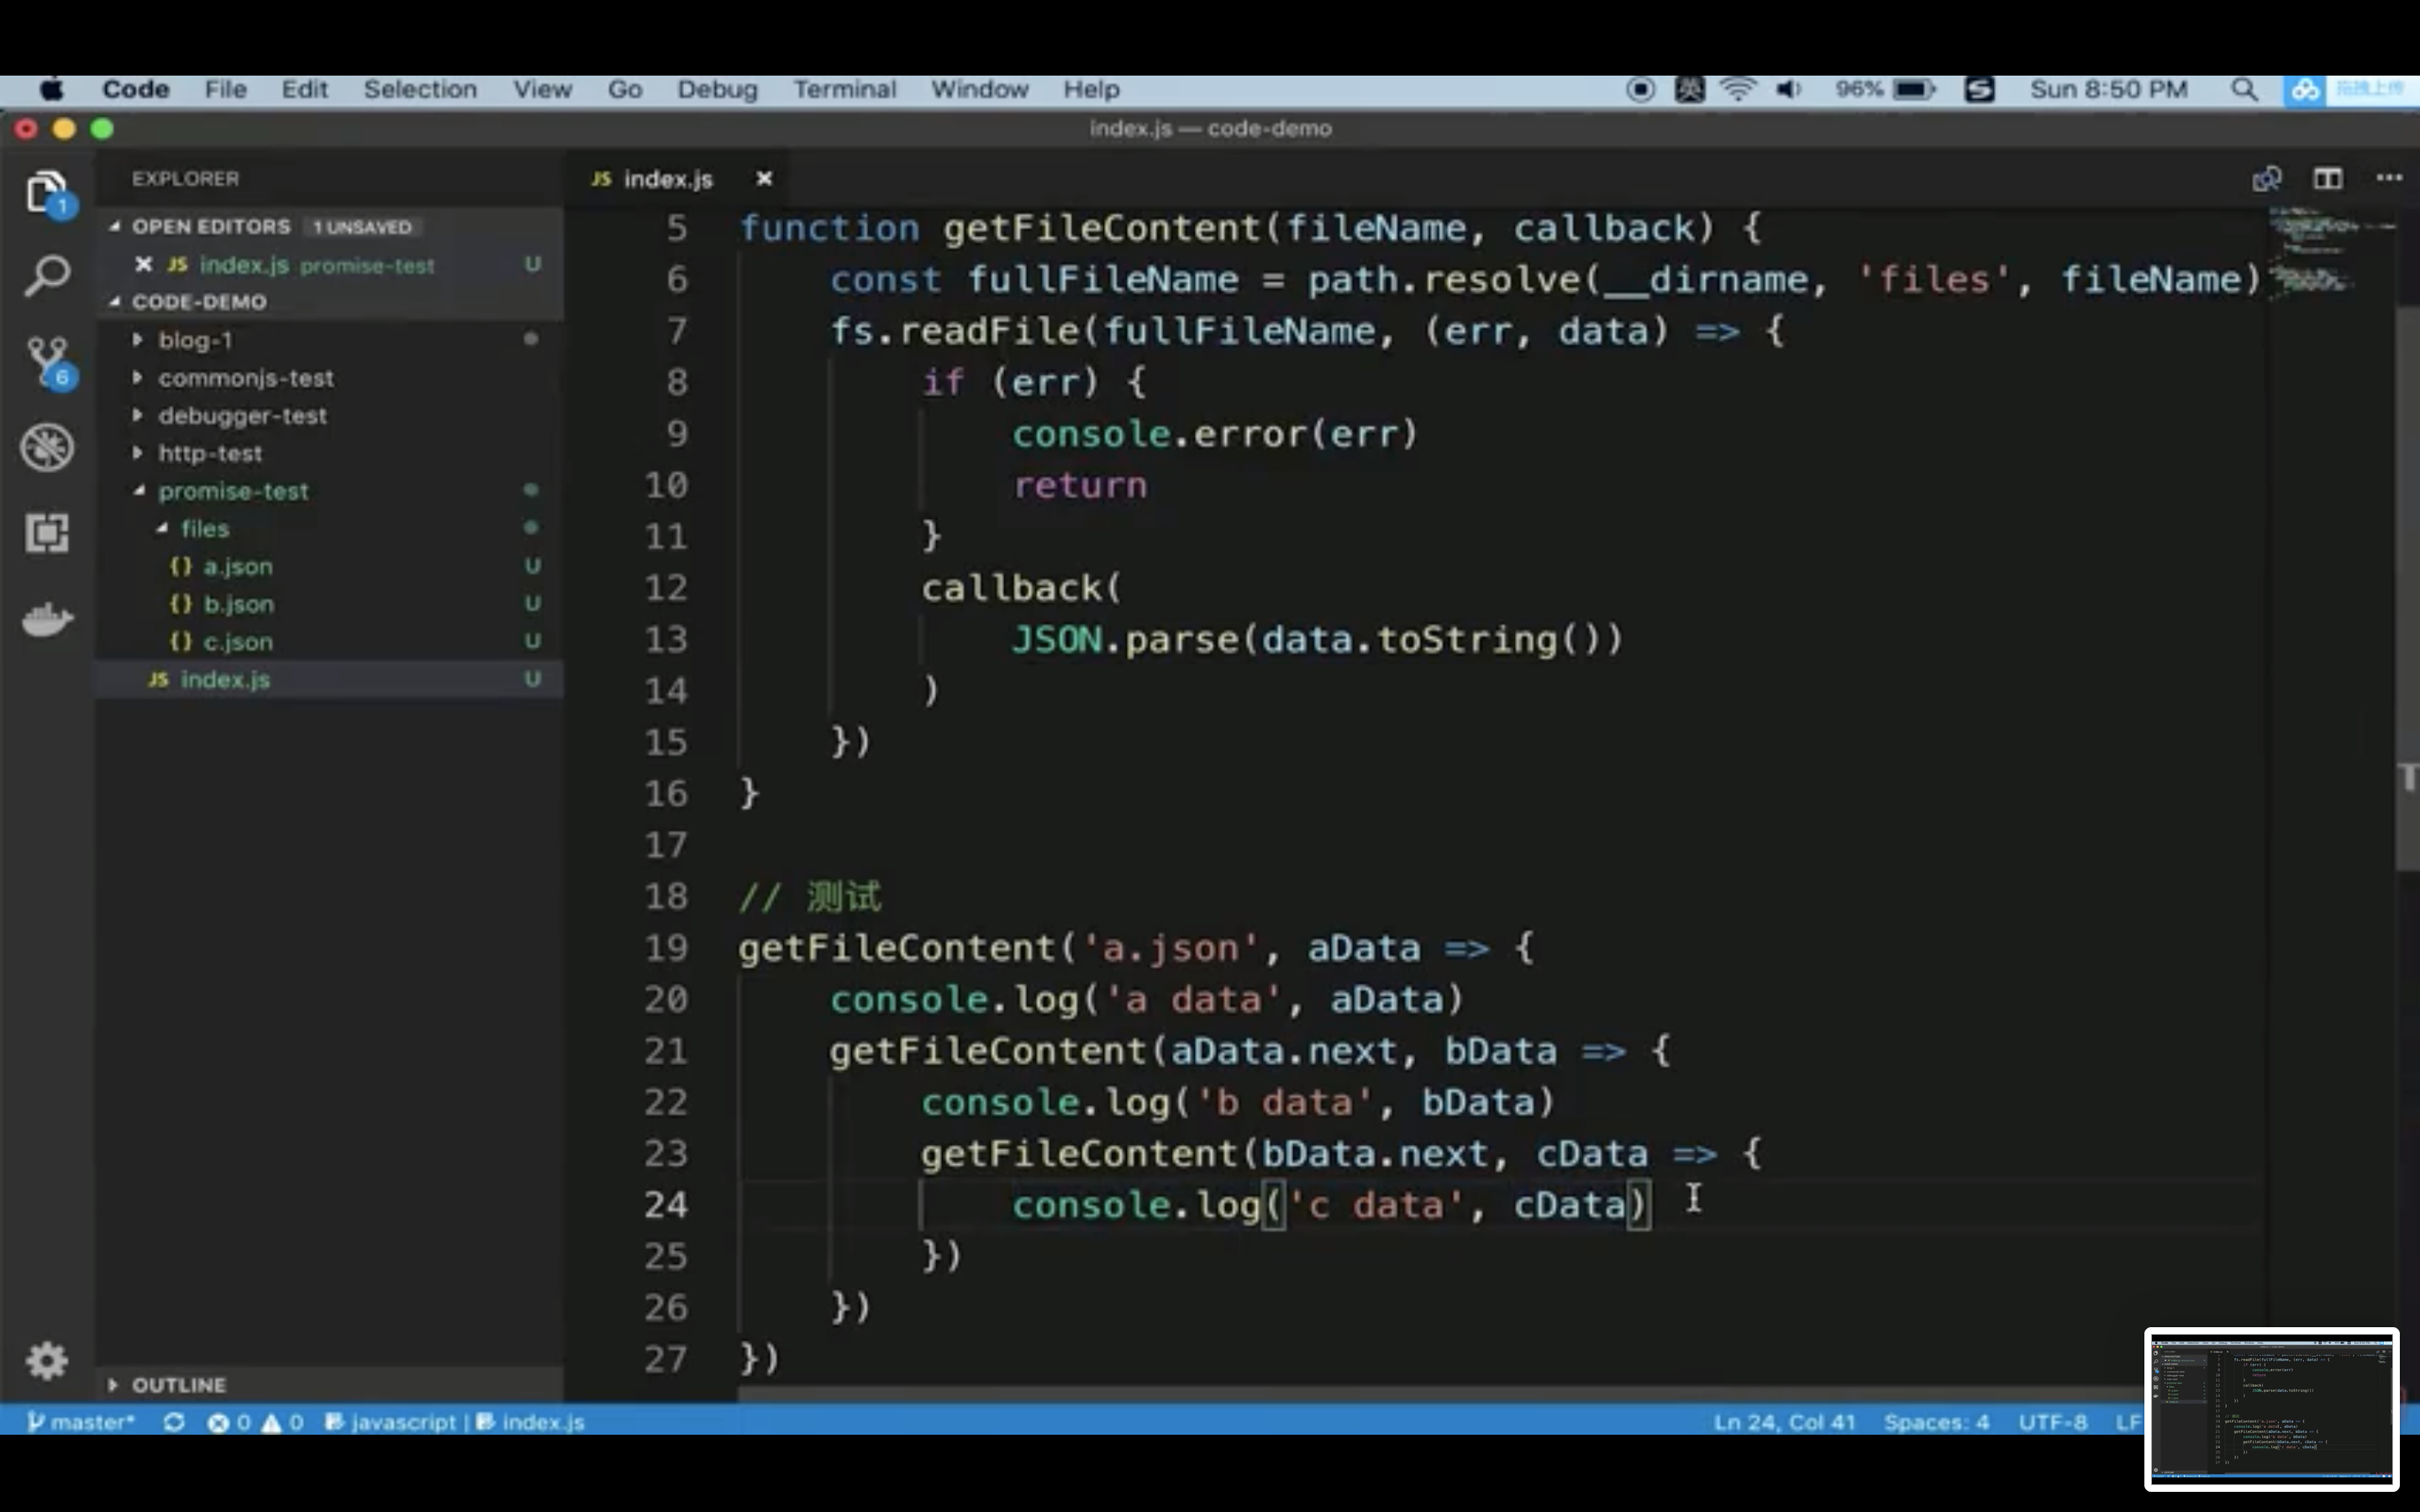 Code File Edit Selection View Go Debug Terminal Window Help 英 96% Sun 8:50 PM 拖拽上传
index.js — code-demo
EXPLORER
OPEN EDITORS 1 UNSAVED
JS index.js promise-test U
CODE-DEMO
blog-1
commonjs-test
debugger-test
http-test
promise-test
files
{} a.json U
{} b.json U
{} c.json U
JS index.js U
OUTLINE
1
6
JS index.js
5 function getFileContent(fileName, callback) {
6 const fullFileName = path.resolve(__dirname, 'files', fileName)
7 fs.readFile(fullFileName, (err, data) => {
8 if (err) {
9 console.error(err)
10 return
11 }
12 callback(
13 JSON.parse(data.toString())
14 )
15 })
16 }
17
18 // 测试
19 getFileContent('a.json', aData => {
20 console.log('a data', aData)
21 getFileContent(aData.next, bData => {
22 console.log('b data', bData)
23 getFileContent(bData.next, cData => {
24 console.log('c data', cData)
25 })
26 })
27 })
master* 0 0 javascript | index.js Ln 24, Col 41 Spaces: 4 UTF-8 LF